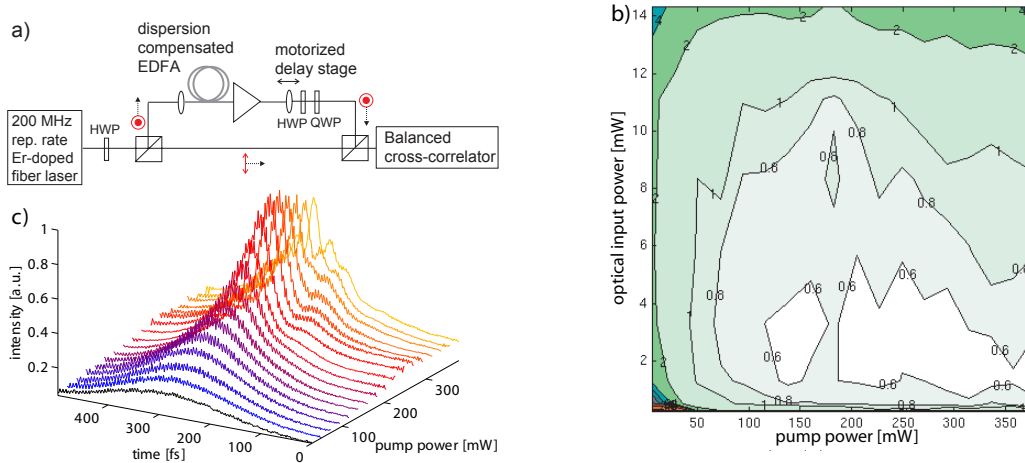 a)
dispersion
compensated
EDFA
motorized
delay stage
HWP QWP
200 MHz
rep. rate
Er-doped
fiber laser
HWP
Balanced
cross-correlator
c)
intensity [a.u.]
1
0.8
0.6
0.4
0.2
400
300
200
100
0
time [fs]
100
200
300
pump power [mW]
b)
optical input power [mW]
14
12
10
8
6
4
2
50
100
150
200
250
300
350
pump power [mW]
4
2
2
2
2
2
1
1
1
1
1
1
0.8
0.8
0.8
0.8
0.8
0.8
0.8
0.6
0.6
0.6
0.6
0.6
0.6